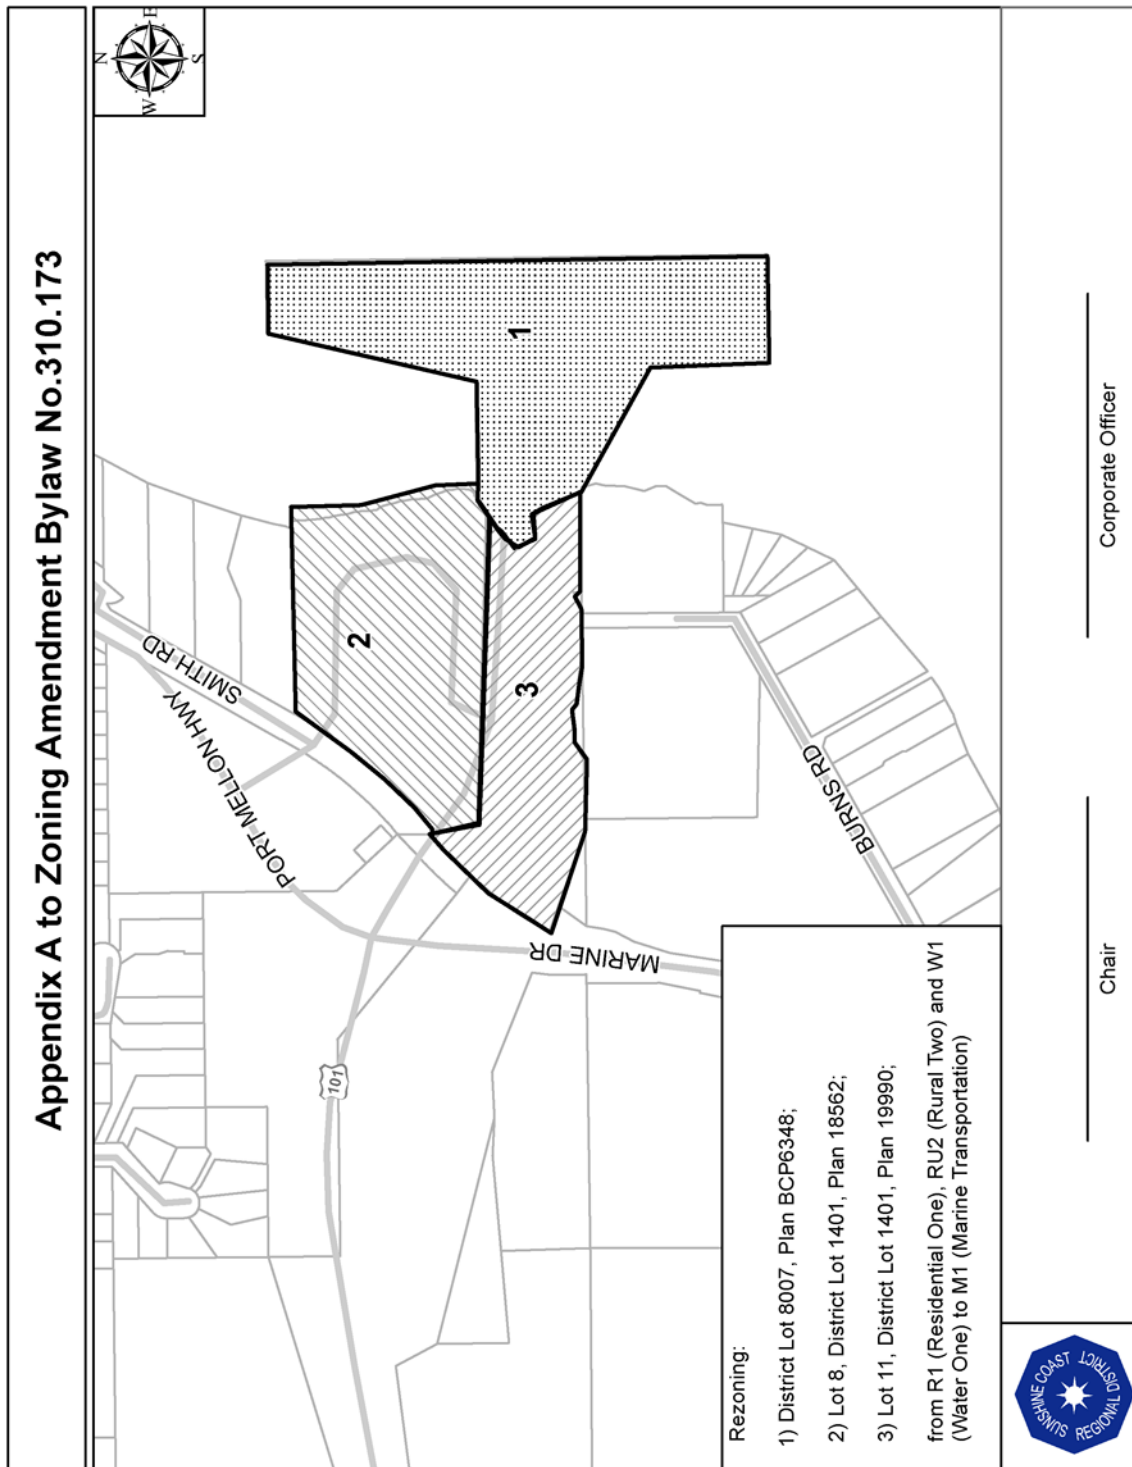 Appendix A to Zoning Amendment Bylaw No.310.173
N
E
S
W
SMITH RD
PORT MELLON HWY
MARINE DR
BURNS RD
101
1
2
3
Rezoning:
1) District Lot 8007, Plan BCP6348;
2) Lot 8, District Lot 1401, Plan 18562;
3) Lot 11, District Lot 1401, Plan 19990;
from R1 (Residential One), RU2 (Rural Two) and W1
(Water One) to M1 (Marine Transportation)
SUNSHINE COAST
REGIONAL DISTRICT
Chair
Corporate Officer